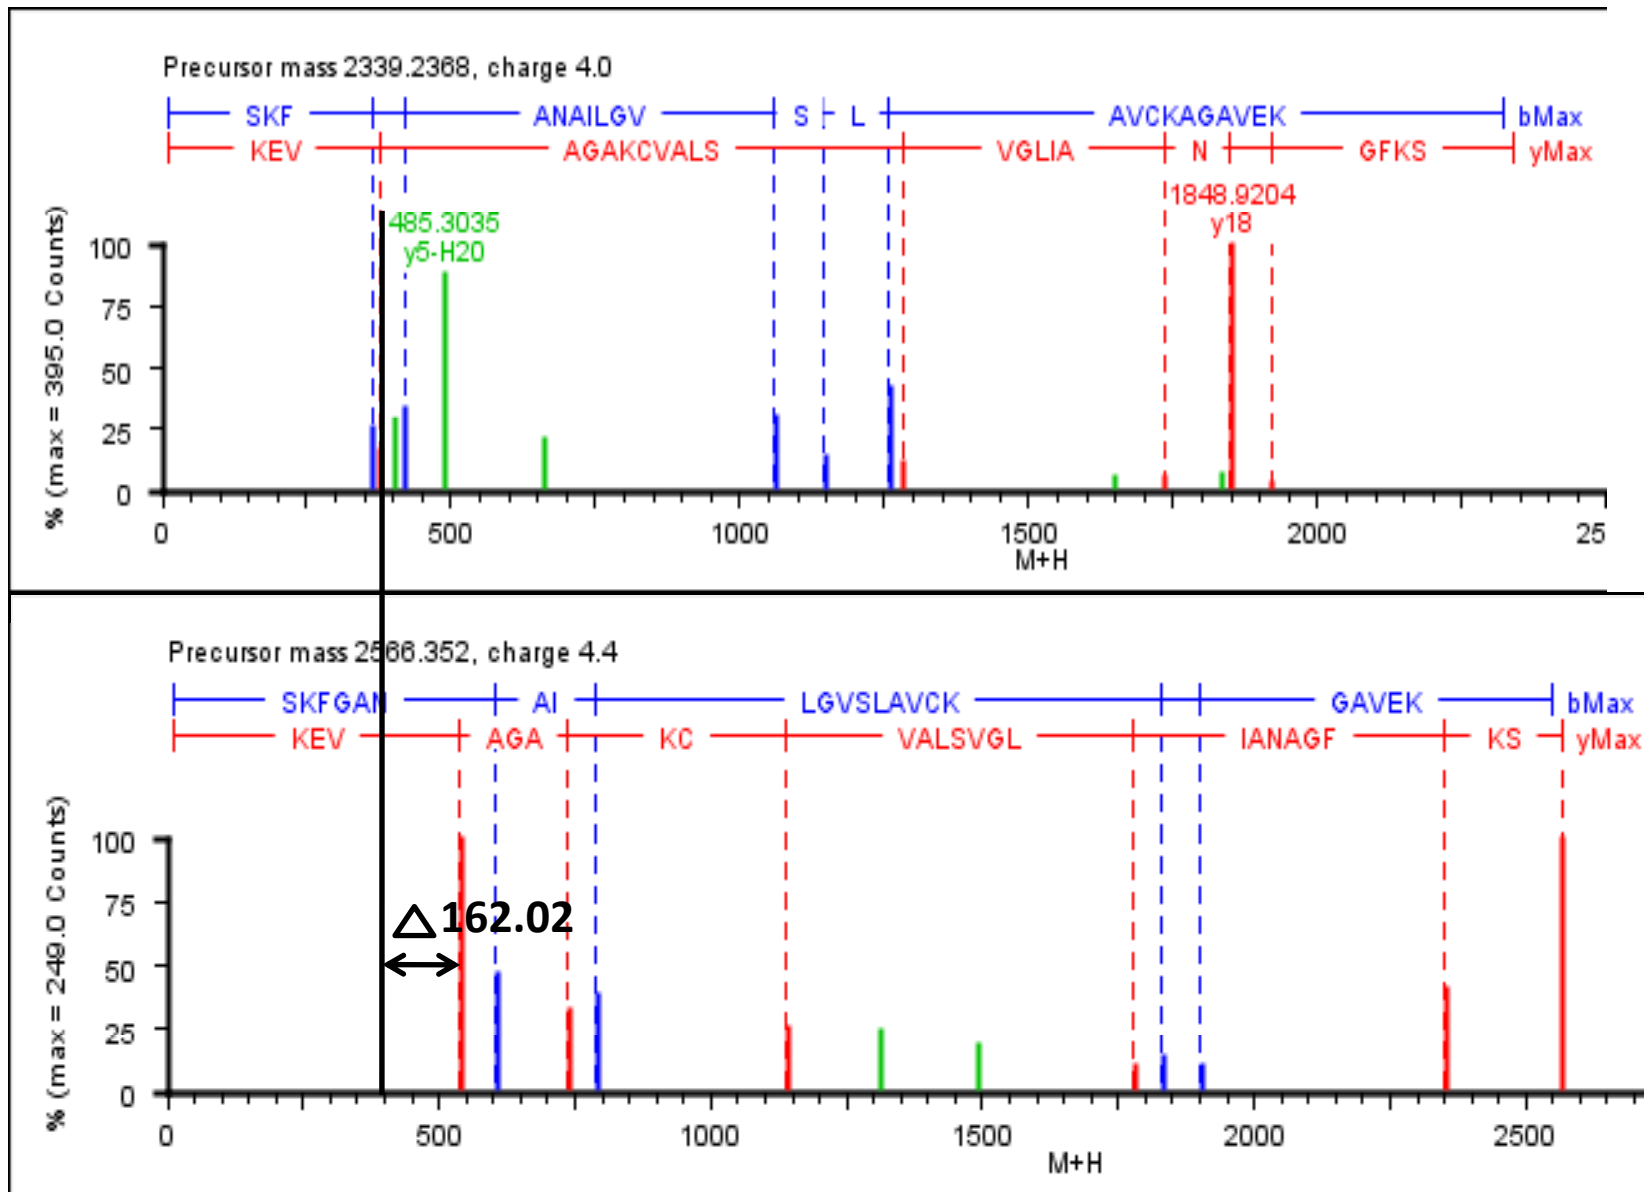 Precursor mass 2339.2368, charge 4.0
SKF ANAILGV S L AVCKAGAVEK bMax
KEV AGAKCVALS VGLIA N GFKS yMax
485.3035
y5-H20
1848.9204
y18
% (max = 395.0 Counts)
100
75
50
25
0
0 500 1000 1500 2000 25
M+H
Precursor mass 2566.352, charge 4.4
SKFGAN AI LGVSLAVCK GAVEK bMax
KEV AGA KC VALSVGL IANAGF KS yMax
% (max = 249.0 Counts)
100
75
50
25
0
△ 162.02
0 500 1000 1500 2000 2500
M+H